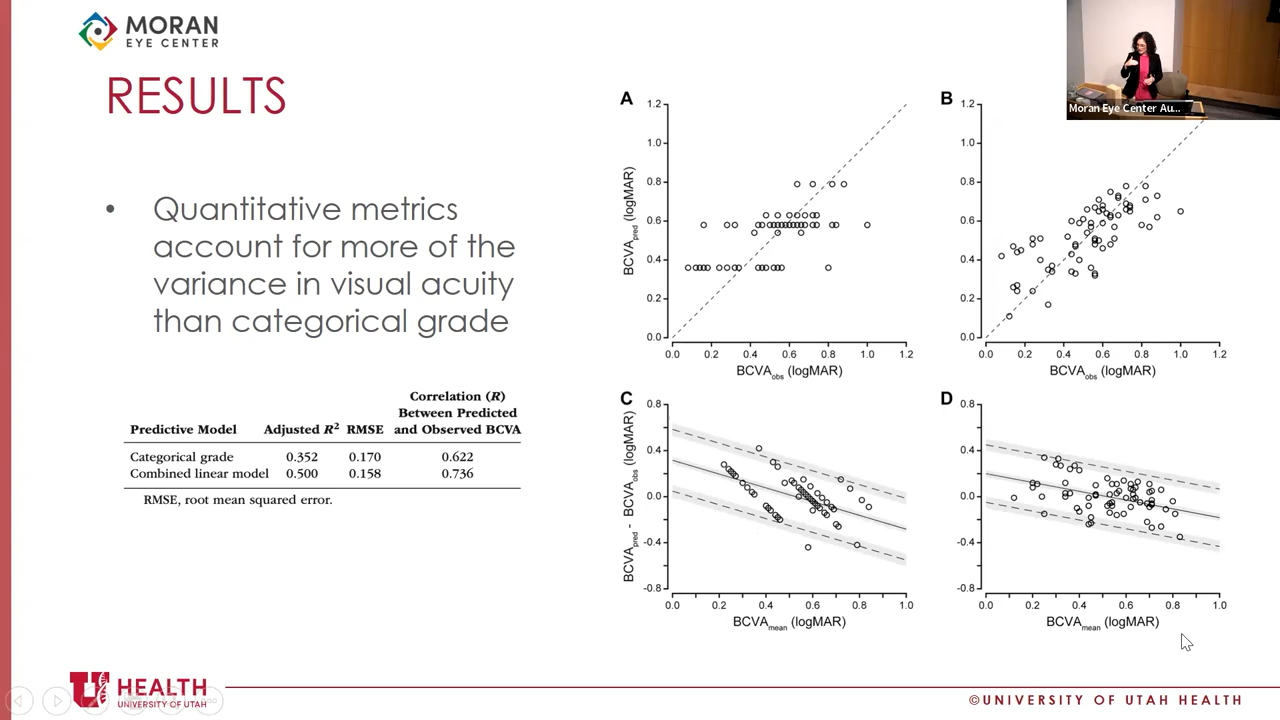 MORAN
EYE CENTER
Moran Eye Center Au...
RESULTS
• Quantitative metrics
account for more of the
variance in visual acuity
than categorical grade
Correlation (R)
Between Predicted
Predictive Model Adjusted R² RMSE and Observed BCVA
Categorical grade 0.352 0.170 0.622
Combined linear model 0.500 0.158 0.736
RMSE, root mean squared error.
A
1.2
1.0
0.8
0.6
0.4
0.2
0.0
BCVApred (logMAR)
0.0 0.2 0.4 0.6 0.8 1.0 1.2
BCVAobs (logMAR)
B
1.2
1.0
0.8
0.6
0.4
0.2
0.0
0.0 0.2 0.4 0.6 0.8 1.0 1.2
BCVAobs (logMAR)
C
0.8
0.4
0.0
-0.4
-0.8
BCVApred - BCVAobs (logMAR)
0.0 0.2 0.4 0.6 0.8 1.0
BCVAmean (logMAR)
D
0.8
0.4
0.0
-0.4
-0.8
0.0 0.2 0.4 0.6 0.8 1.0
BCVAmean (logMAR)
U HEALTH
UNIVERSITY OF UTAH
©UNIVERSITY OF UTAH HEALTH